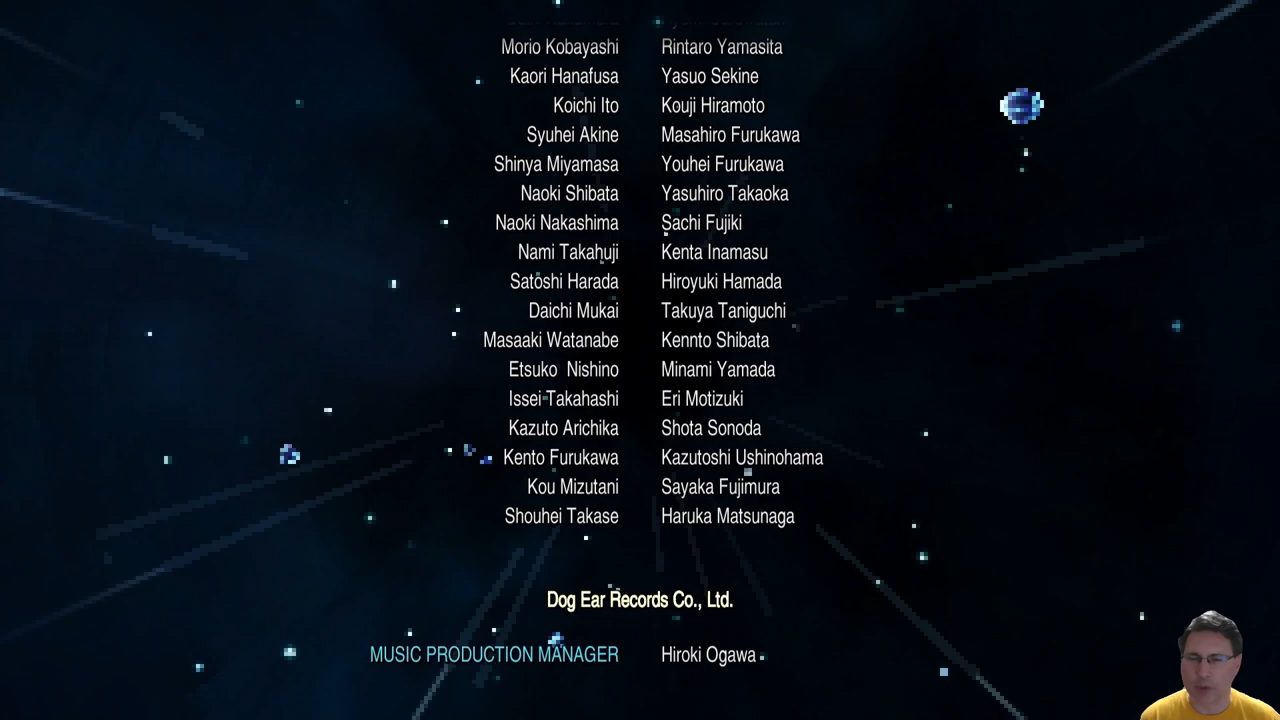 Morio Kobayashi Rintaro Yamasita
Kaori Hanafusa Yasuo Sekine
Koichi Ito Kouji Hiramoto
Syuhei Akine Masahiro Furukawa
Shinya Miyamasa Youhei Furukawa
Naoki Shibata Yasuhiro Takaoka
Naoki Nakashima Sachi Fujiki
Nami Takahuji Kenta Inamasu
Satoshi Harada Hiroyuki Hamada
Daichi Mukai Takuya Taniguchi
Masaaki Watanabe Kennto Shibata
Etsuko Nishino Minami Yamada
Issei Takahashi Eri Motizuki
Kazuto Arichika Shota Sonoda
Kento Furukawa Kazutoshi Ushinohama
Kou Mizutani Sayaka Fujimura
Shouhei Takase Haruka Matsunaga
Dog Ear Records Co., Ltd.
MUSIC PRODUCTION MANAGER Hiroki Ogawa